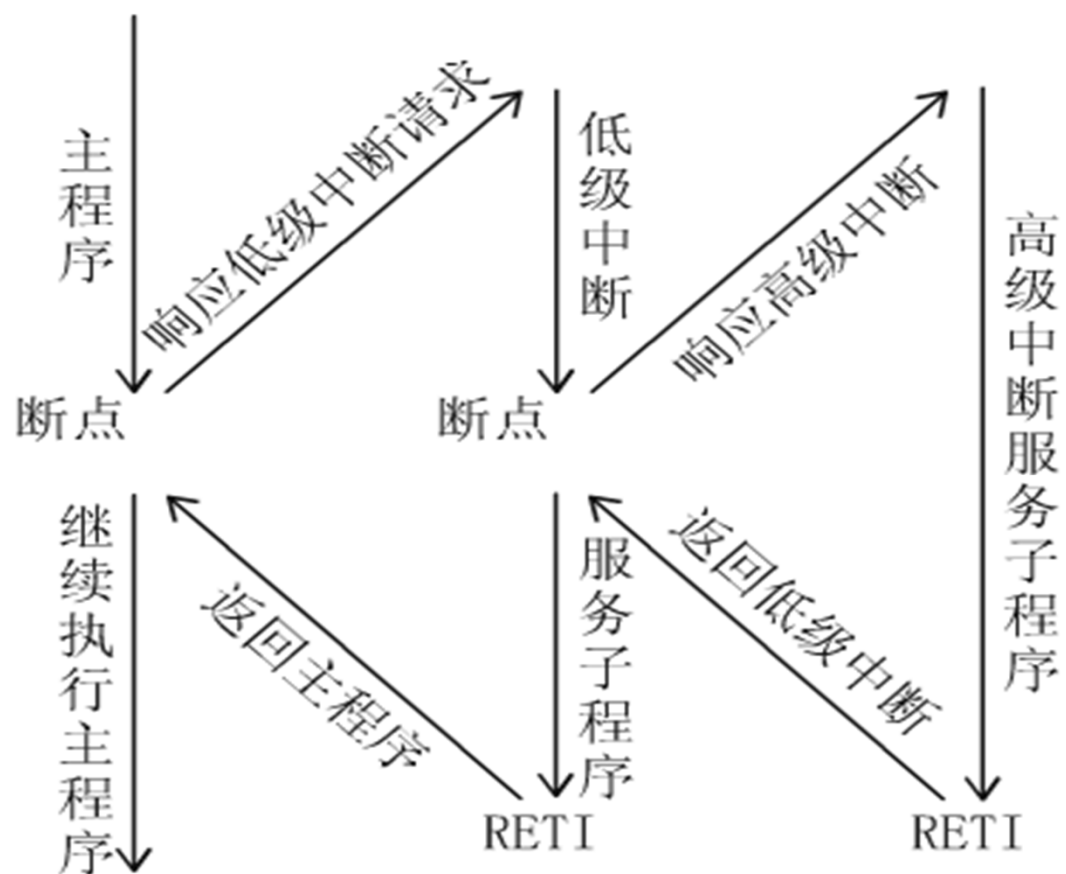 主程序
响应低级中断请求
低级中断
响应高级中断
高级中断服务子程序
断点
断点
继续执行主程序
返回主程序
服务子程序
返回低级中断
RETI
RETI